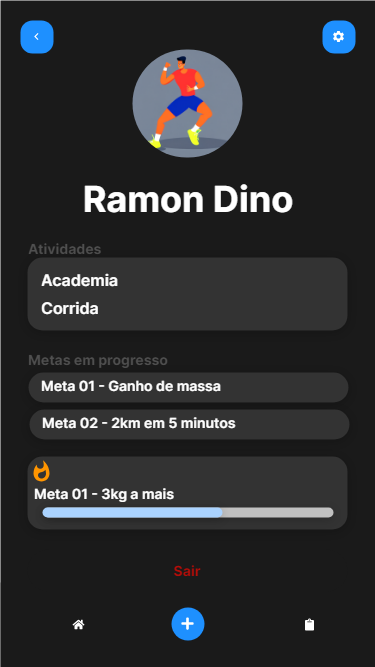 Ramon Dino
Atividades
Academia
Corrida
Metas em progresso
Meta 01 - Ganho de massa
Meta 02 - 2km em 5 minutos
Meta 01 - 3kg a mais
Sair